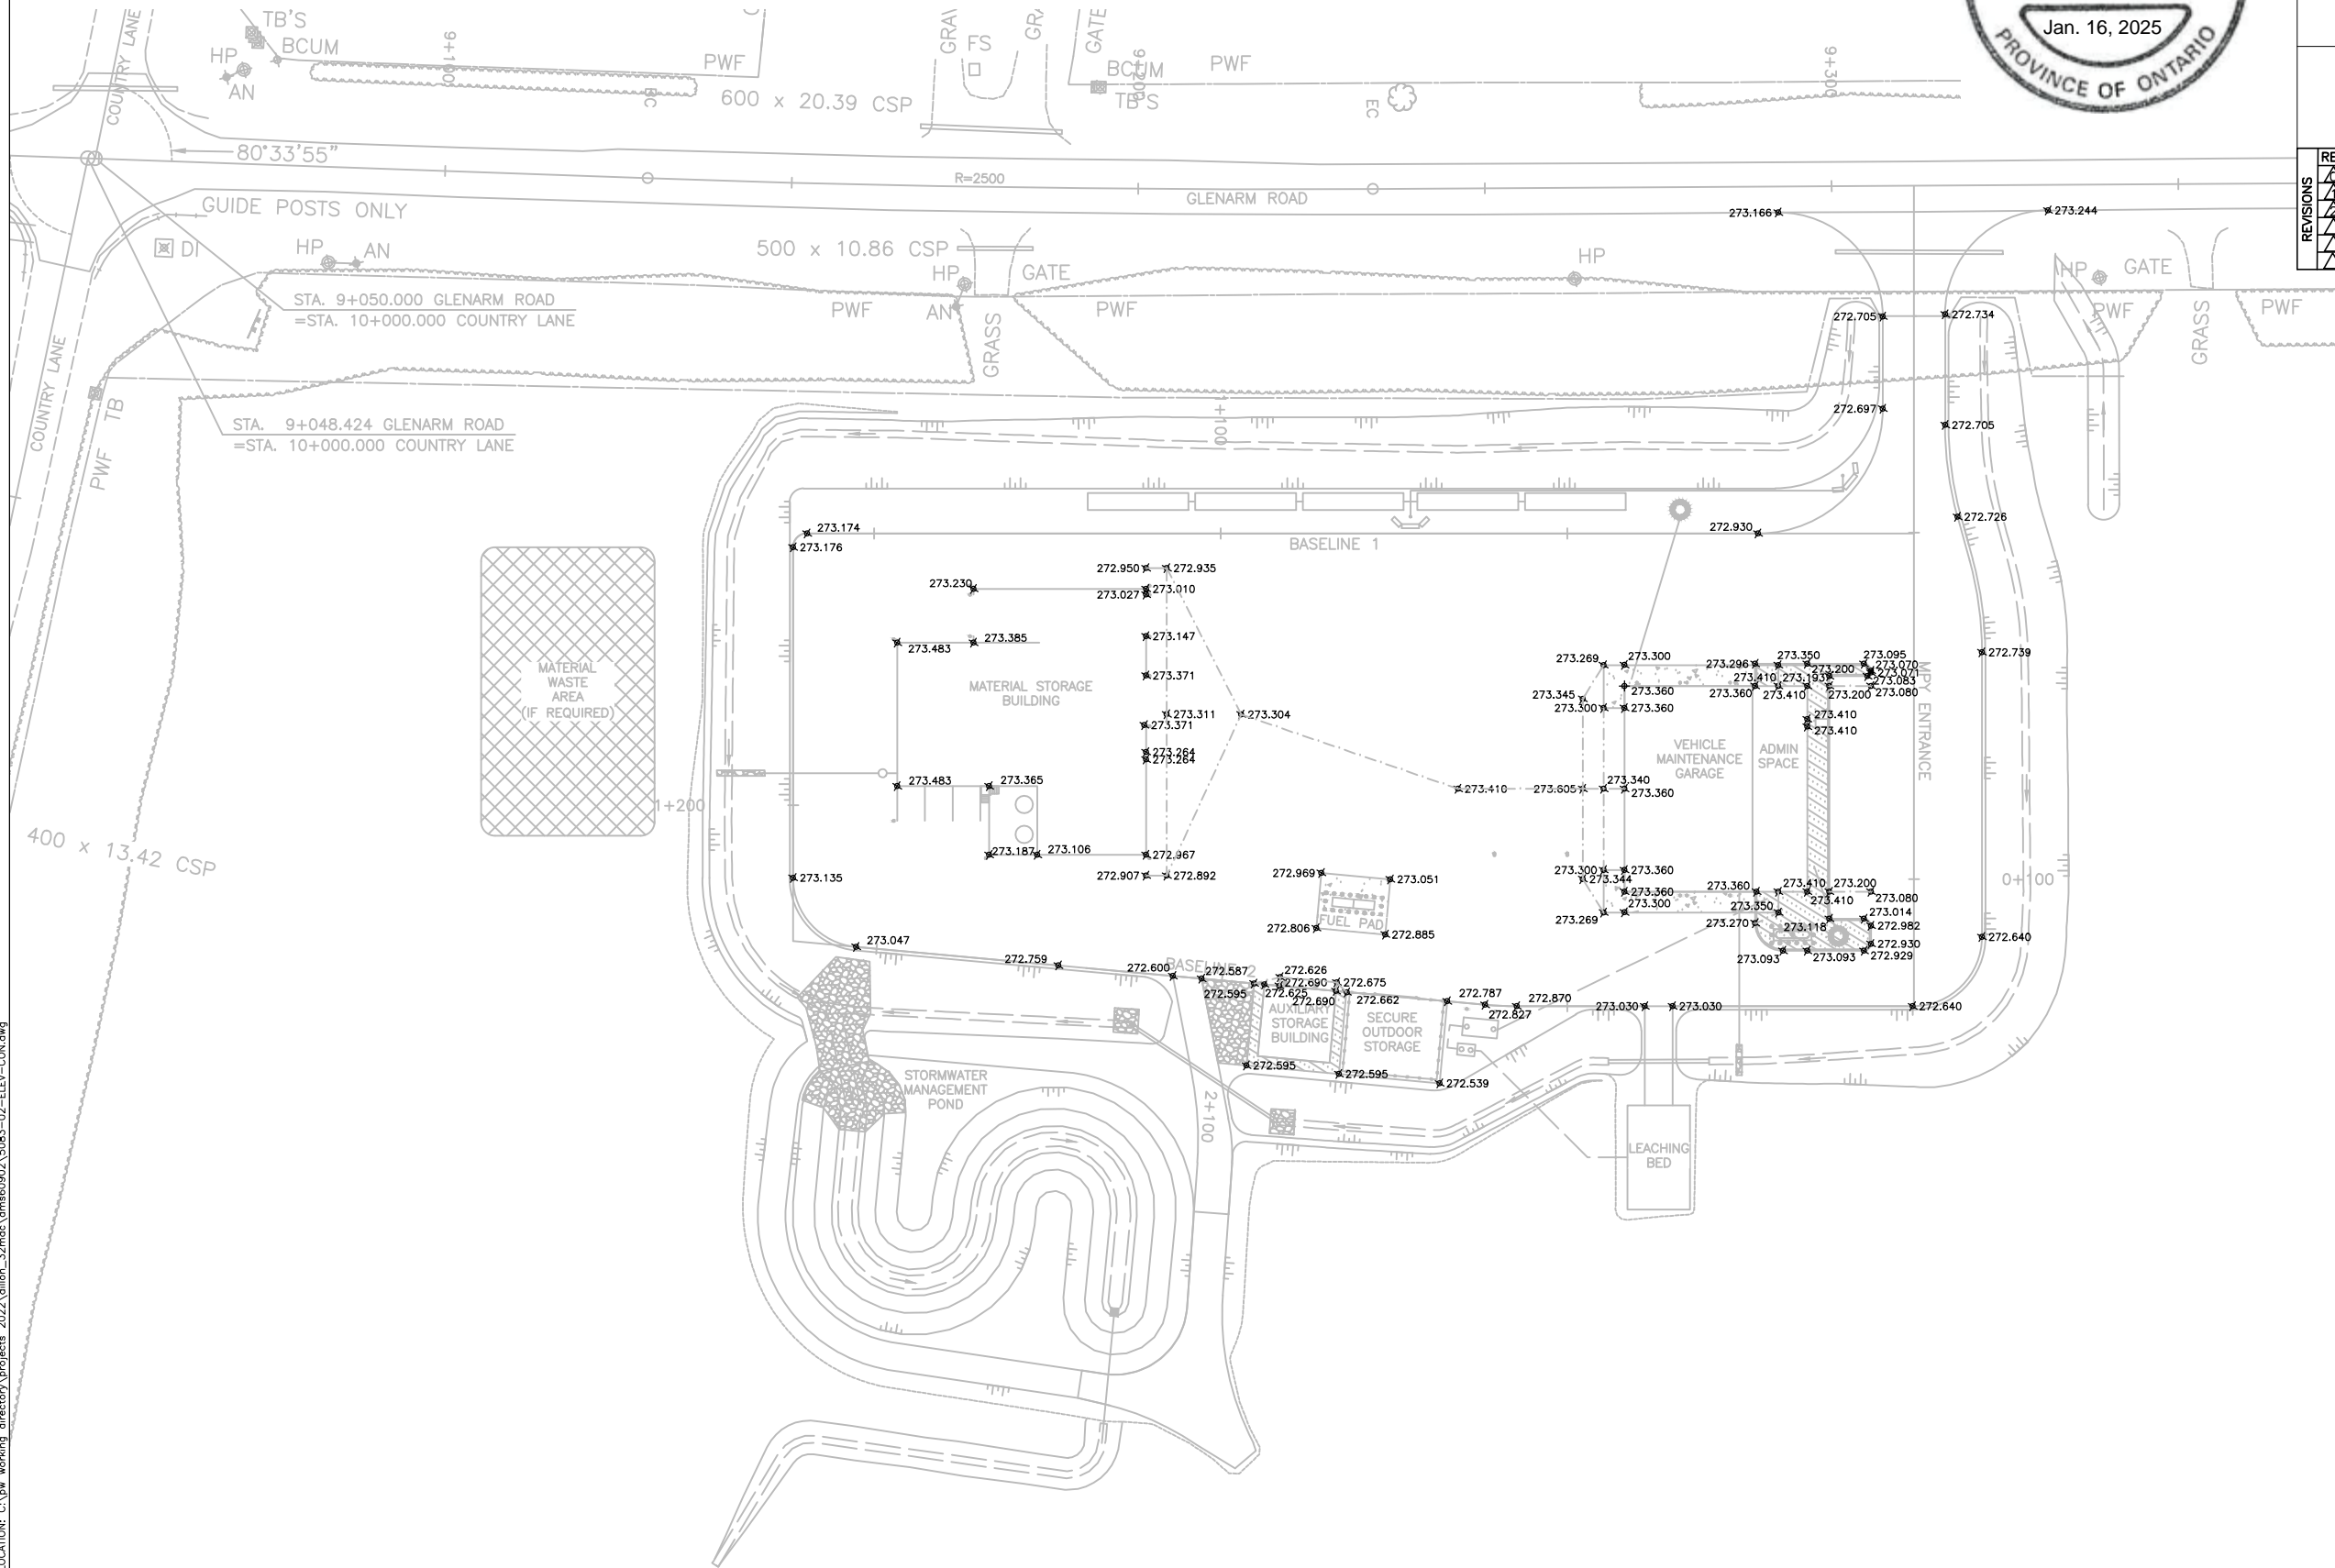 Jan. 16, 2025
PROVINCE OF ONTARIO
REVISIONS
COUNTRY LANE
TB'S
BCUM
HP
AN
9+100
PWF
600 x 20.39 CSP
FS
GATE
9+200
BCUM
TB'S
PWF
BC
EC
9+300
80°33'55"
R=2500
GLENARM ROAD
GUIDE POSTS ONLY
DI
HP
AN
500 x 10.86 CSP
HP
GATE
AN
PWF
GRASS
PWF
HP
273.166
273.244
HP
GATE
PWF
GRASS
PWF
STA. 9+050.000 GLENARM ROAD
=STA. 10+000.000 COUNTRY LANE
STA. 9+048.424 GLENARM ROAD
=STA. 10+000.000 COUNTRY LANE
COUNTRY LANE
PWF
TB
272.705
272.734
272.697
272.705
1+100
273.174
273.176
BASELINE 1
272.930
272.726
272.950
272.935
273.230
273.010
273.027
273.147
273.385
273.483
273.371
MATERIAL STORAGE
BUILDING
273.311
273.304
273.371
273.264
273.264
MATERIAL
WASTE
AREA
(IF REQUIRED)
1+200
400 x 13.42 CSP
273.483
273.365
273.187
273.106
272.967
272.907
272.892
273.135
273.047
272.739
273.269
273.300
273.296
273.350
273.095
273.070
273.071
273.200
273.410
273.193
273.083
273.345
273.360
273.360
273.410
273.200
273.080
273.300
273.360
273.410
273.410
VEHICLE
MAINTENANCE
GARAGE
ADMIN
SPACE
MPY ENTRANCE
273.410
273.605
273.340
273.360
273.300
273.360
273.344
273.360
273.360
273.410
273.200
273.410
273.080
273.269
273.300
273.350
273.014
273.270
273.118
272.982
272.930
273.093
273.093
272.929
0+100
272.640
272.640
272.969
273.051
FUEL PAD
272.806
272.885
272.759
272.600
BASELINE 2
272.587
272.626
272.690
272.675
272.595
272.625
272.690
272.662
272.787
272.870
272.827
273.030
273.030
AUXILIARY
STORAGE
BUILDING
SECURE
OUTDOOR
STORAGE
272.595
272.595
272.539
STORMWATER
MANAGEMENT
POND
2+100
LEACHING
BED